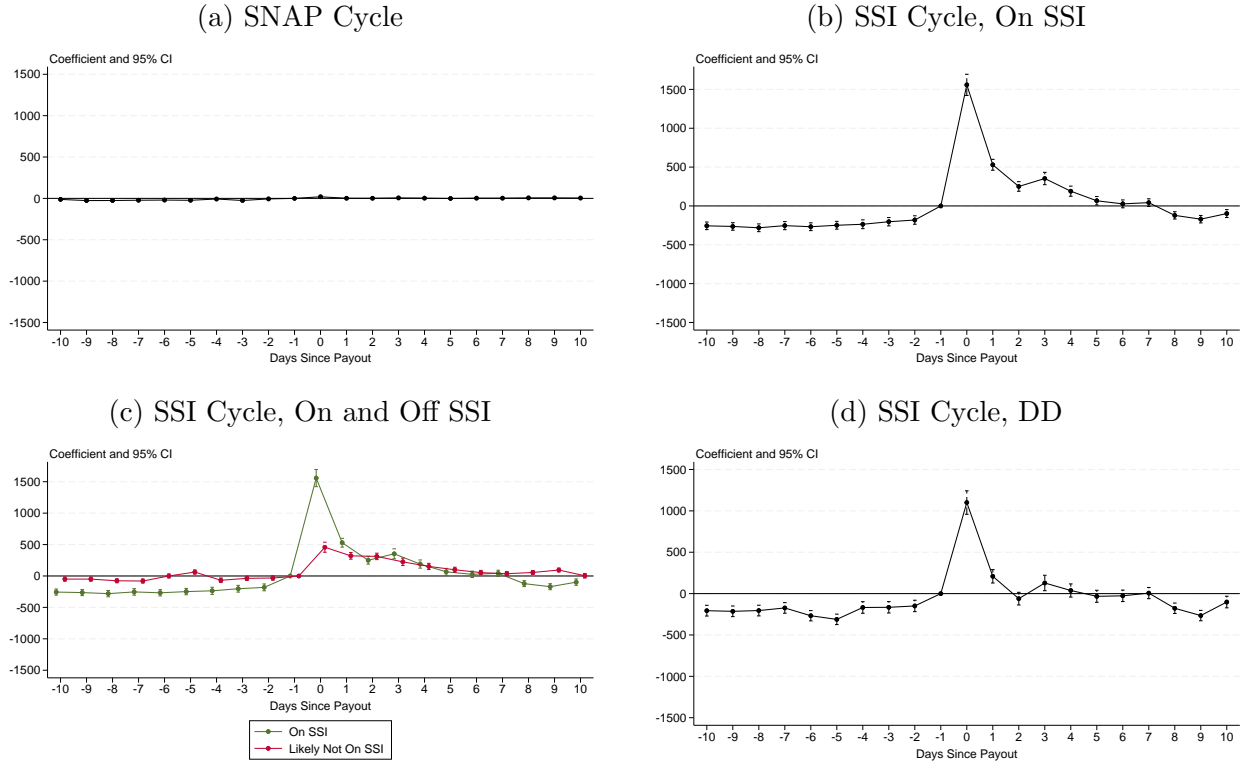 (a) SNAP Cycle
Coefficient and 95% CI
1500
1000
500
0
-500
-1000
-1500
-10 -9 -8 -7 -6 -5 -4 -3 -2 -1 0 1 2 3 4 5 6 7 8 9 10
Days Since Payout
(b) SSI Cycle, On SSI
Coefficient and 95% CI
1500
1000
500
0
-500
-1000
-1500
-10 -9 -8 -7 -6 -5 -4 -3 -2 -1 0 1 2 3 4 5 6 7 8 9 10
Days Since Payout
(c) SSI Cycle, On and Off SSI
Coefficient and 95% CI
1500
1000
500
0
-500
-1000
-1500
-10 -9 -8 -7 -6 -5 -4 -3 -2 -1 0 1 2 3 4 5 6 7 8 9 10
Days Since Payout
On SSI
Likely Not On SSI
(d) SSI Cycle, DD
Coefficient and 95% CI
1500
1000
500
0
-500
-1000
-1500
-10 -9 -8 -7 -6 -5 -4 -3 -2 -1 0 1 2 3 4 5 6 7 8 9 10
Days Since Payout